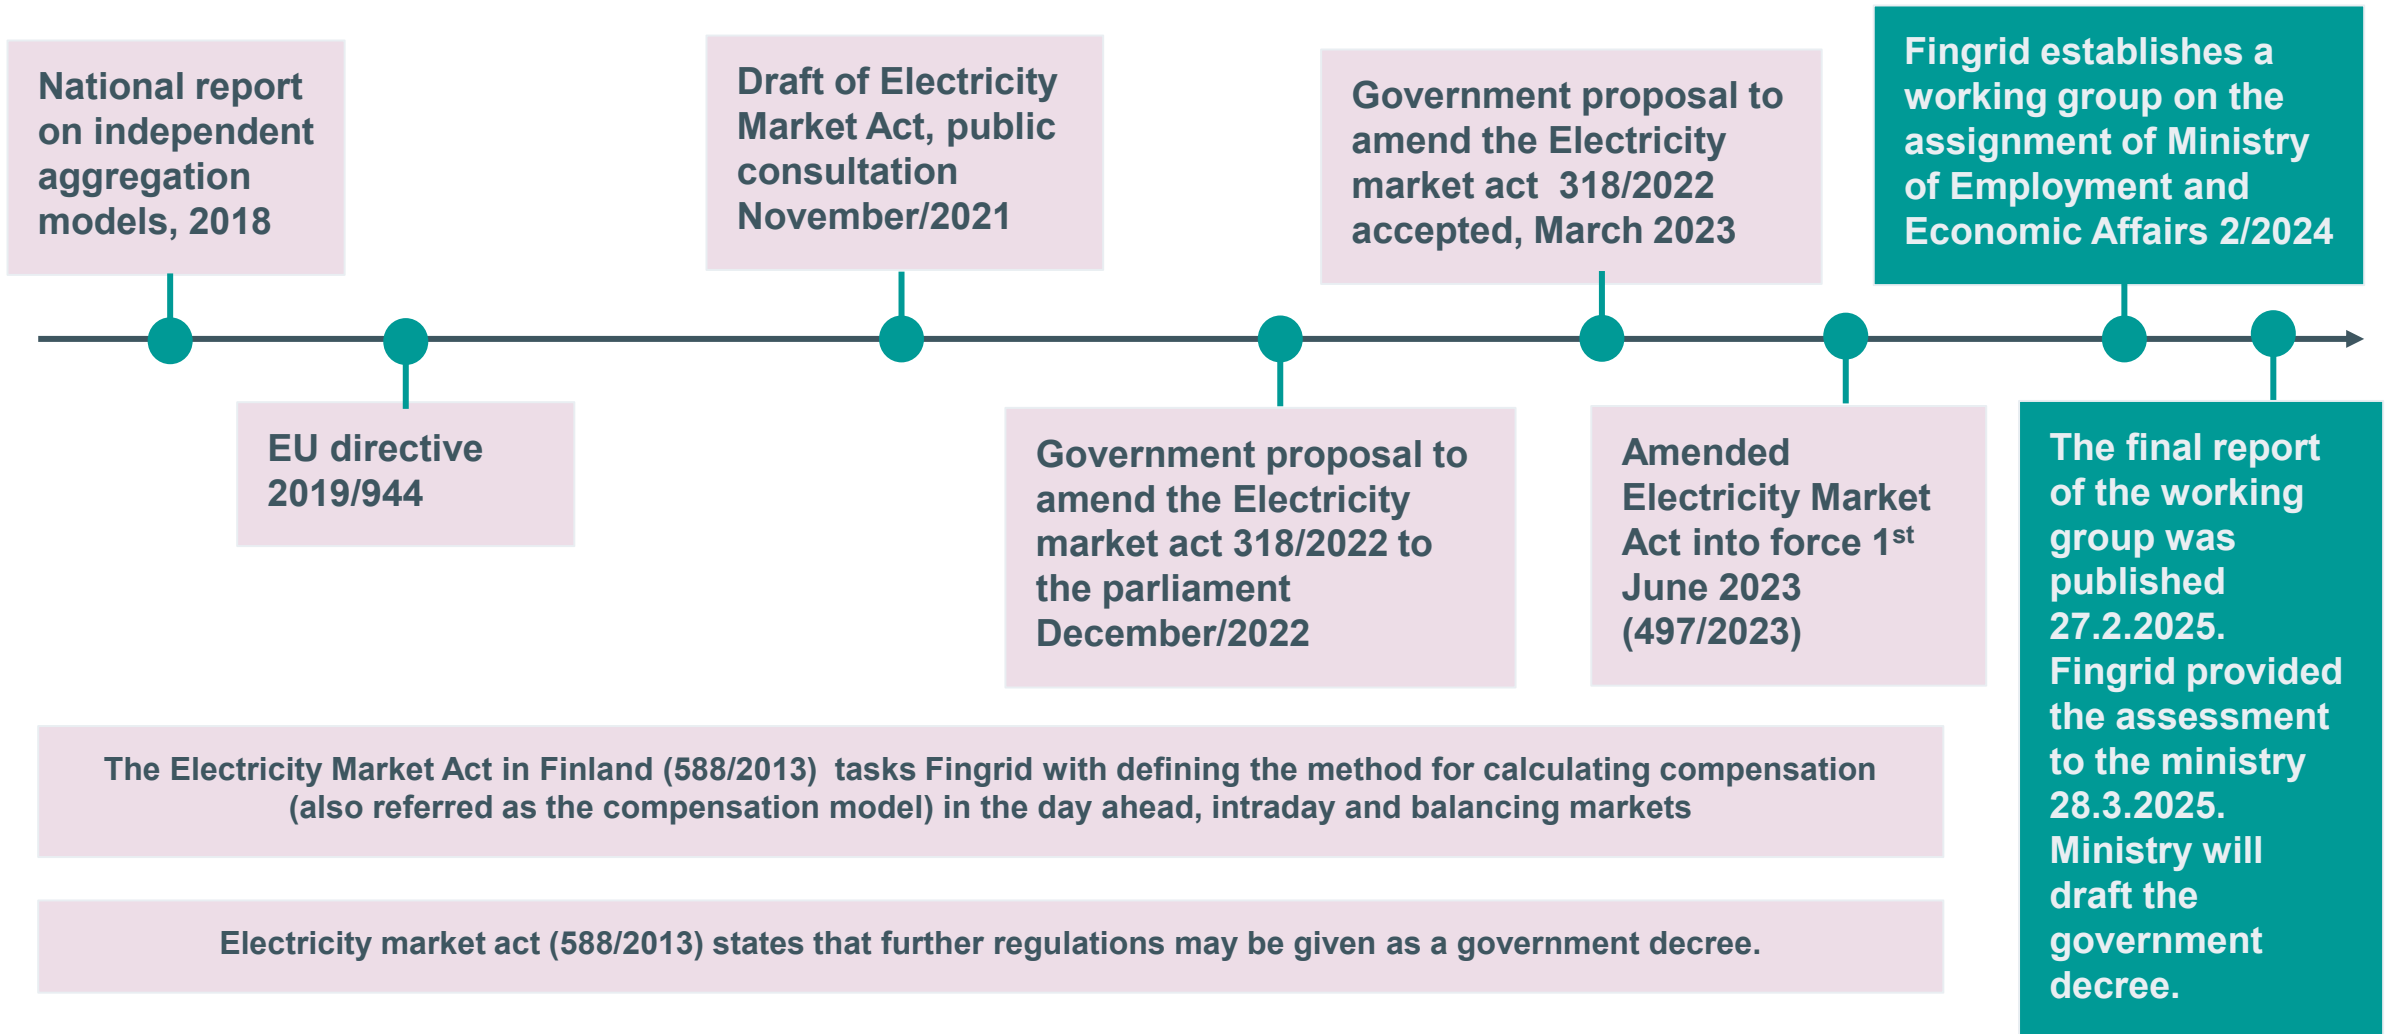 National report
on independent
aggregation
models, 2018
EU directive
2019/944
Draft of Electricity
Market Act, public
consultation
November/2021
Government proposal to
amend the Electricity
market act 318/2022 to
the parliament
December/2022
Government proposal to
amend the Electricity
market act  318/2022
accepted, March 2023
Amended
Electricity Market
Act into force 1st
June 2023
(497/2023)
Fingrid establishes a
working group on the
assignment of Ministry
of Employment and
Economic Affairs 2/2024
The final report
of the working
group was
published
27.2.2025.
Fingrid provided
the assessment
to the ministry
28.3.2025.
Ministry will
draft the
government
decree.
The Electricity Market Act in Finland (588/2013)  tasks Fingrid with defining the method for calculating compensation
(also referred as the compensation model) in the day ahead, intraday and balancing markets
Electricity market act (588/2013) states that further regulations may be given as a government decree.